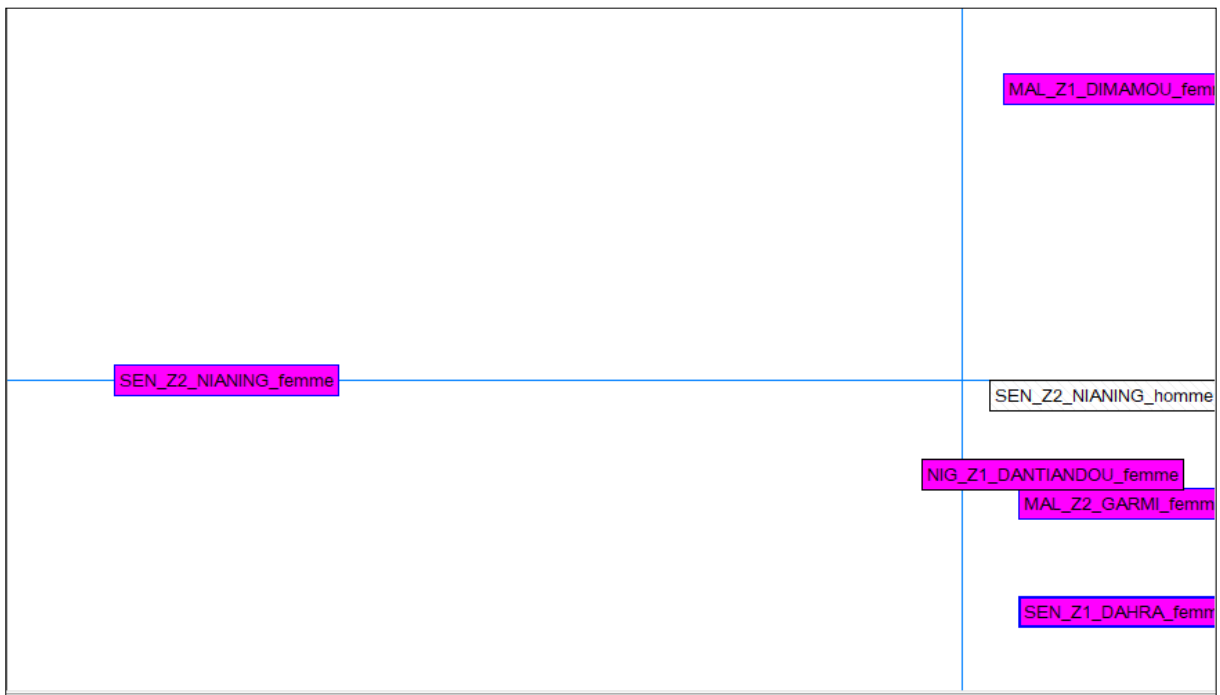 MAL_Z1_DIMAMOU_fem
SEN_Z2_NIANING_femme
SEN_Z2_NIANING_homme
NIG_Z1_DANTIANDOU_femme
MAL_Z2_GARMI_femm
SEN_Z1_DAHRA_femm